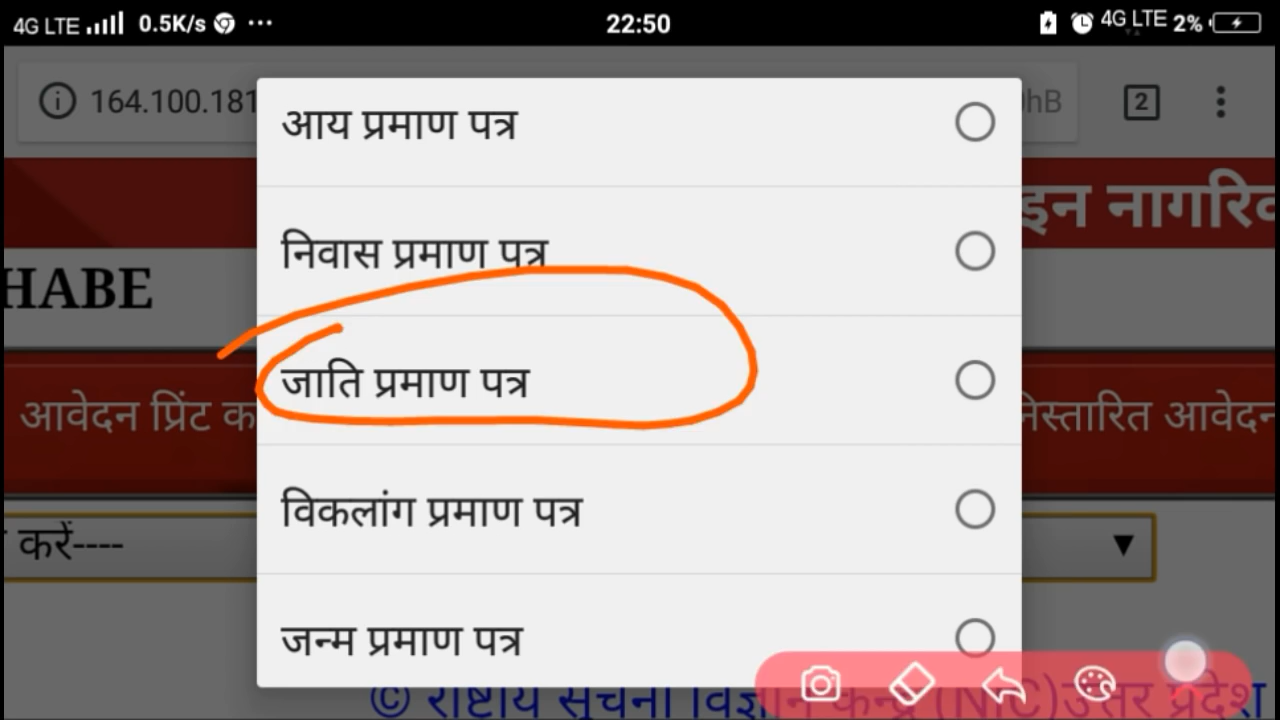 4G LTE 0.5K/s ••• 22:50 4G LTE 2%
164.100.181 hB 2
आय प्रमाण पत्र
इन नागरिक
निवास प्रमाण पत्र
HABE
जाति प्रमाण पत्र
आवेदन प्रिंट क निस्तारित आवेदन
विकलांग प्रमाण पत्र
करें----
जन्म प्रमाण पत्र
© राष्टीय सूचना विज्ञान केन्द्र (NIC)उत्तर प्रदेश